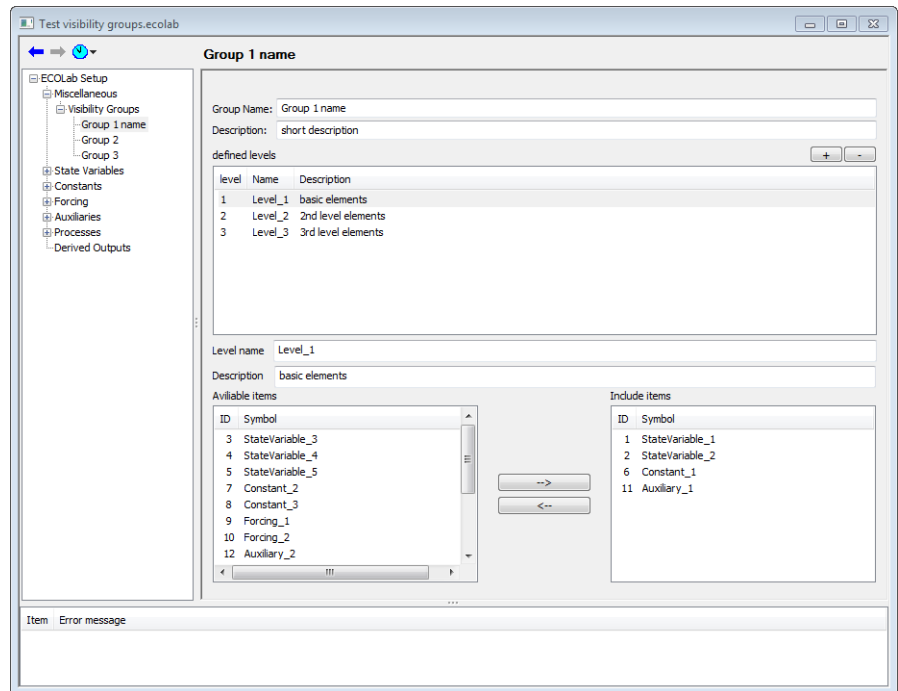 Test visibility groups.ecolab
Group 1 name
ECOLab Setup
Miscellaneous
Visibility Groups
Group 1 name
Group 2
Group 3
State Variables
Constants
Forcing
Auxiliaries
Processes
Derived Outputs
Group Name: Group 1 name
Description: short description
defined levels + -
level Name Description
1 Level_1 basic elements
2 Level_2 2nd level elements
3 Level_3 3rd level elements
Level name Level_1
Description basic elements
Aviliable items
ID Symbol
3 StateVariable_3
4 StateVariable_4
5 StateVariable_5
7 Constant_2
8 Constant_3
9 Forcing_1
10 Forcing_2
12 Auxiliary_2
-->
<--
Include items
ID Symbol
1 StateVariable_1
2 StateVariable_2
6 Constant_1
11 Auxiliary_1
Item Error message